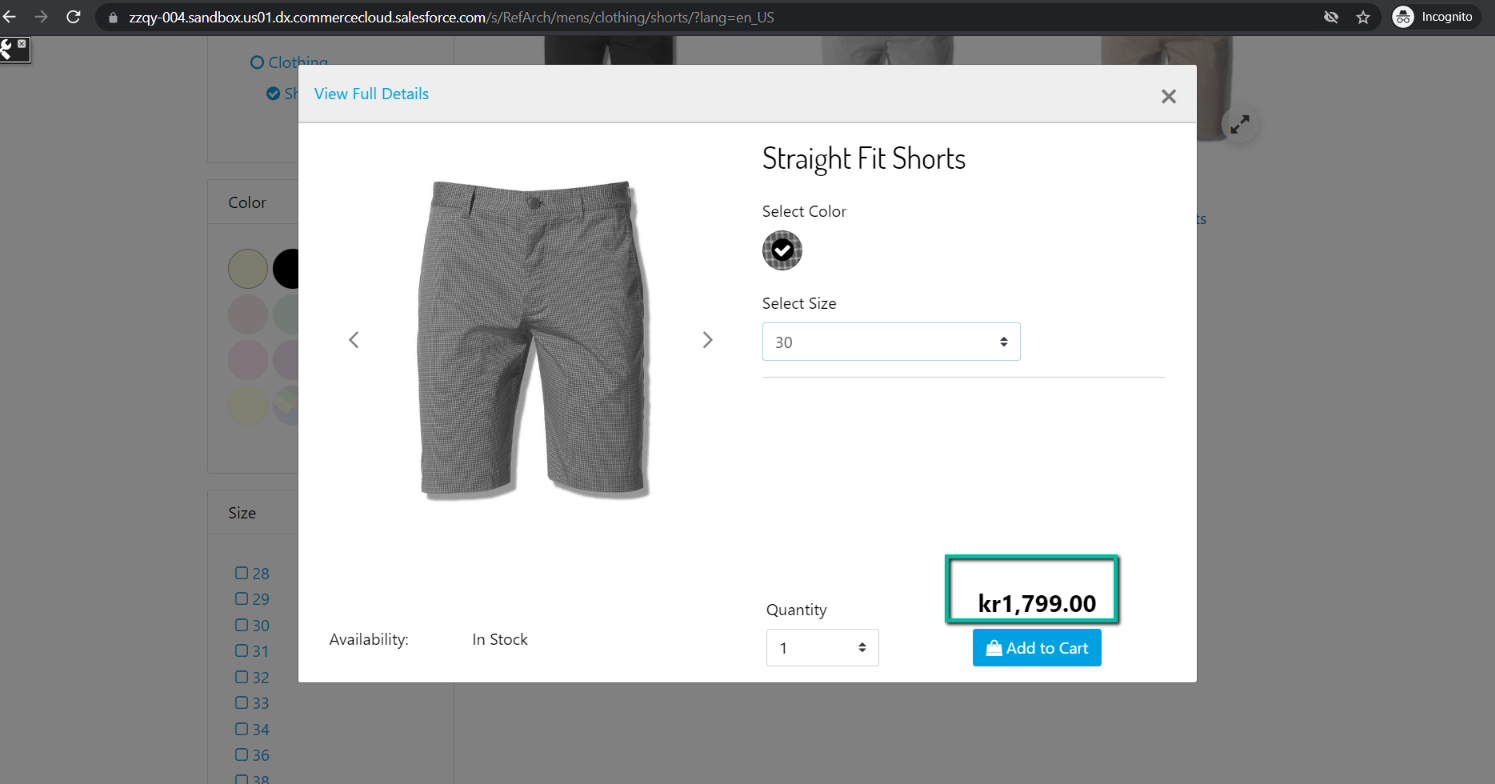 zzqy-004.sandbox.us01.dx.commercecloud.salesforce.com/s/RefArch/mens/clothing/shorts/?lang=en_US
Incognito
Clothing
View Full Details
Straight Fit Shorts
Select Color
Color
Select Size
30
Size
28
29
30
31
32
33
34
36
38
kr1,799.00
Quantity
Availability: In Stock
1
Add to Cart